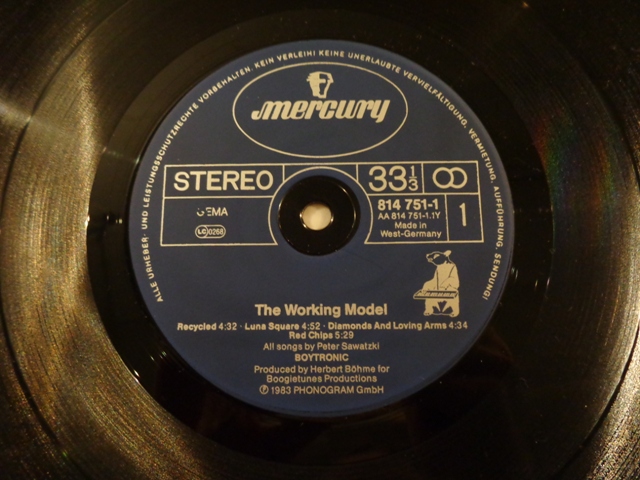 ALLE URHEBER- UND LEISTUNGSSCHUTZRECHTE VORBEHALTEN. KEIN VERLEIH! KEINE UNERLAUBTE VERVIELFÄLTIGUNG, VERMIETUNG, AUFFÜHRUNG, SENDUNG!
mercury
STEREO
33 1/3
GEMA
LC 0268
814 751-1
AA 814 751-1.1Y
Made in
West-Germany
1
The Working Model
Recycled 4:32 · Luna Square 4:52 · Diamonds And Loving Arms 4:34
Red Chips 5:29
All songs by Peter Sawatzki
BOYTRONIC
Produced by Herbert Böhme for
Boogietunes Productions
Ⓟ 1983 PHONOGRAM GmbH